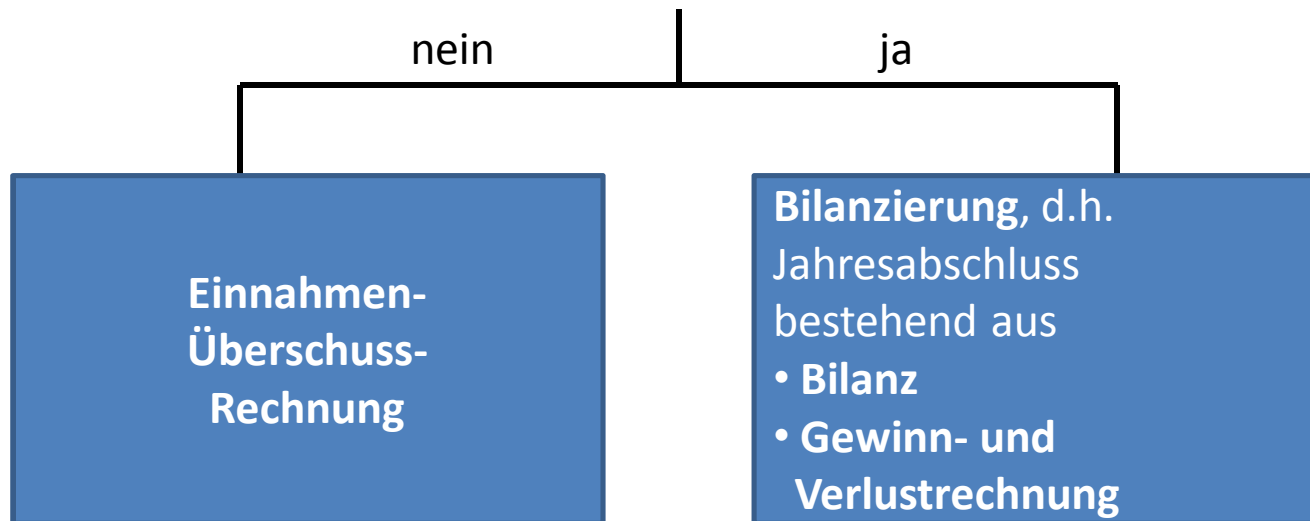 nein
ja
Einnahmen-
Überschuss-
Rechnung
Bilanzierung, d.h.
Jahresabschluss
bestehend aus
• Bilanz
• Gewinn- und
Verlustrechnung